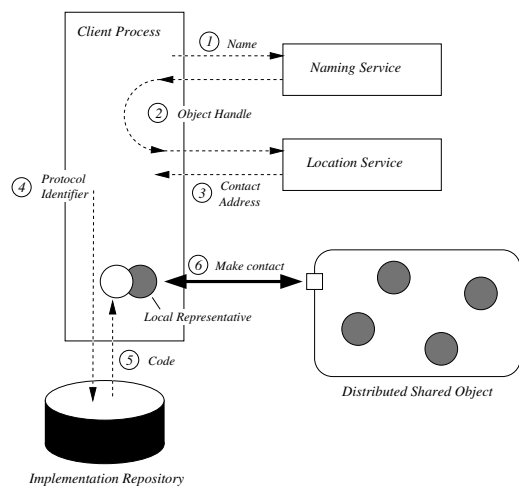 Client Process
1 Name
Naming Service
2 Object Handle
Location Service
3 Contact
Address
4 Protocol
Identifier
6 Make contact
Local Representative
5 Code
Distributed Shared Object
Implementation Repository